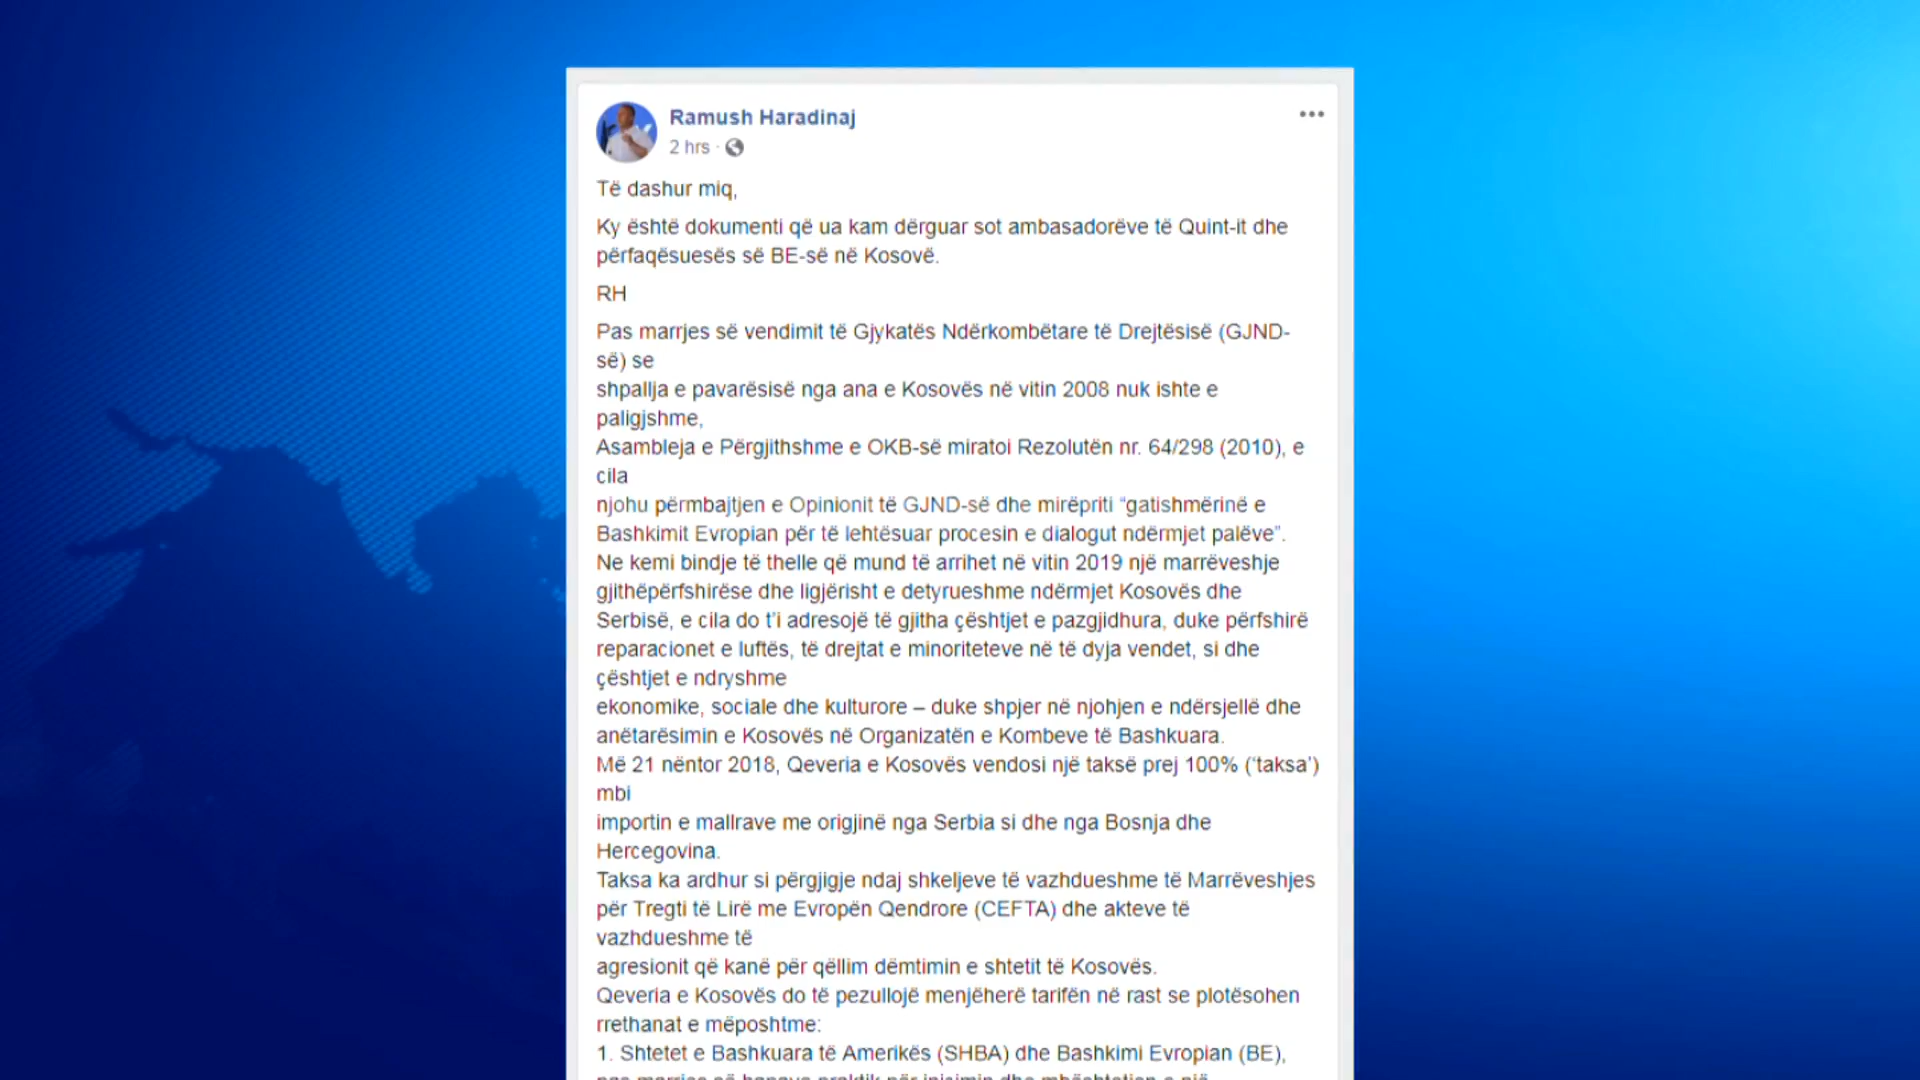 Ramush Haradinaj
2 hrs ·
Të dashur miq,
Ky është dokumenti që ua kam dërguar sot ambasadorëve të Quint-it dhe
përfaqësuesës së BE-së në Kosovë.
RH
Pas marrjes së vendimit të Gjykatës Ndërkombëtare të Drejtësisë (GJND-
së) se
shpallja e pavarësisë nga ana e Kosovës në vitin 2008 nuk ishte e
paligjshme,
Asambleja e Përgjithshme e OKB-së miratoi Rezolutën nr. 64/298 (2010), e
cila
njohu përmbajtjen e Opinionit të GJND-së dhe mirëpriti “gatishmërinë e
Bashkimit Evropian për të lehtësuar procesin e dialogut ndërmjet palëve”.
Ne kemi bindje të thelle që mund të arrihet në vitin 2019 një marrëveshje
gjithëpërfshirëse dhe ligjërisht e detyrueshme ndërmjet Kosovës dhe
Serbisë, e cila do t’i adresojë të gjitha çështjet e pazgjidhura, duke përfshirë
reparacionet e luftës, të drejtat e minoriteteve në të dyja vendet, si dhe
çështjet e ndryshme
ekonomike, sociale dhe kulturore – duke shpjer në njohjen e ndërsjellë dhe
anëtarësimin e Kosovës në Organizatën e Kombeve të Bashkuara.
Më 21 nëntor 2018, Qeveria e Kosovës vendosi një taksë prej 100% (‘taksa’)
mbi
importin e mallrave me origjinë nga Serbia si dhe nga Bosnja dhe
Hercegovina.
Taksa ka ardhur si përgjigje ndaj shkeljeve të vazhdueshme të Marrëveshjes
për Tregti të Lirë me Evropën Qendrore (CEFTA) dhe akteve të
vazhdueshme të
agresionit që kanë për qëllim dëmtimin e shtetit të Kosovës.
Qeveria e Kosovës do të pezullojë menjëherë tarifën në rast se plotësohen
rrethanat e mëposhtme:
1. Shtetet e Bashkuara të Amerikës (SHBA) dhe Bashkimi Evropian (BE),